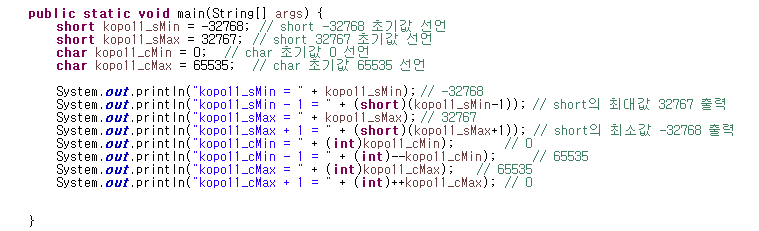 public static void main(String[] args) {
short kopo11_sMin = -32768; // short -32768 초기값 선언
short kopo11_sMax = 32767; // short 32767 초기값 선언
char kopo11_cMin = 0; // char 초기값 0 선언
char kopo11_cMax = 65535; // char 초기값 65535 선언
System.out.println("kopo11_sMin = " + kopo11_sMin); // -32768
System.out.println("kopo11_sMin - 1 = " + (short)(kopo11_sMin-1)); // short의 최대값 32767 출력
System.out.println("kopo11_sMax = " + kopo11_sMax); // 32767
System.out.println("kopo11_sMax + 1 = " + (short)(kopo11_sMax+1)); // short의 최소값 -32768 출력
System.out.println("kopo11_cMin = " + (int)kopo11_cMin); // 0
System.out.println("kopo11_cMin - 1 = " + (int)--kopo11_cMin); // 65535
System.out.println("kopo11_cMax = " + (int)kopo11_cMax); // 65535
System.out.println("kopo11_cMax + 1 = " + (int)++kopo11_cMax); // 0
}